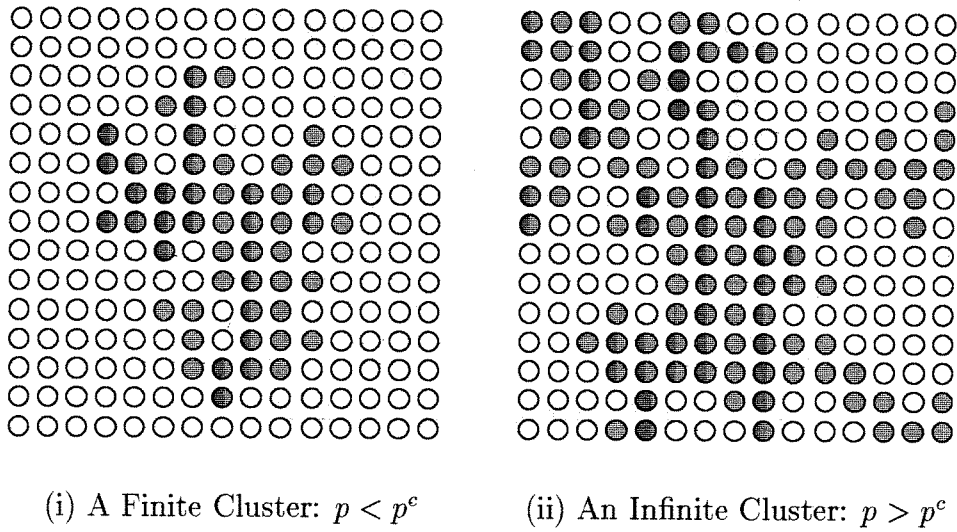 (i) A Finite Cluster: p < p^c
(ii) An Infinite Cluster: p > p^c